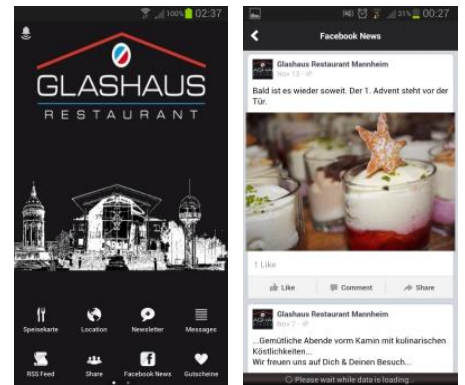 100% 02:37
GLASHAUS
RESTAURANT
Speisekarte
Location
Newsletter
Messages
RSS Feed
Share
Facebook News
Gutscheine
31% 00:27
Facebook News
Glashaus Restaurant Mannheim
Nov 13
Bald ist es wieder soweit. Der 1. Advent steht vor der
Tür.
1 Like
Like
Comment
Share
Glashaus Restaurant Mannheim
Nov 7
...Gemütliche Abende vorm Kamin mit kulinarischen
Köstlichkeiten...
Wir freuen uns auf Dich & Deinen Besuch...
Please wait while data is loading...